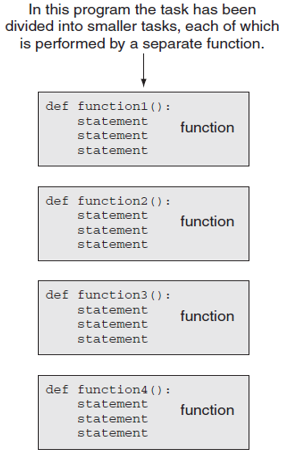 In this program the task has been
divided into smaller tasks, each of which
is performed by a separate function.
def function1():
statement
statement
statement
function
def function2():
statement
statement
statement
function
def function3():
statement
statement
statement
function
def function4():
statement
statement
statement
function